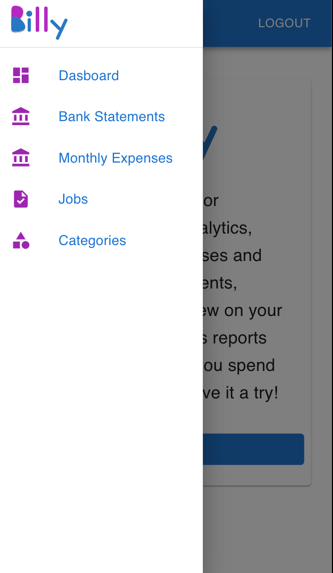 Billy
LOGOUT
Dasboard
Bank Statements
Monthly Expenses
Jobs
Categories
y
or
alytics,
ses and
ents,
ew on your
s reports
ou spend
ve it a try!